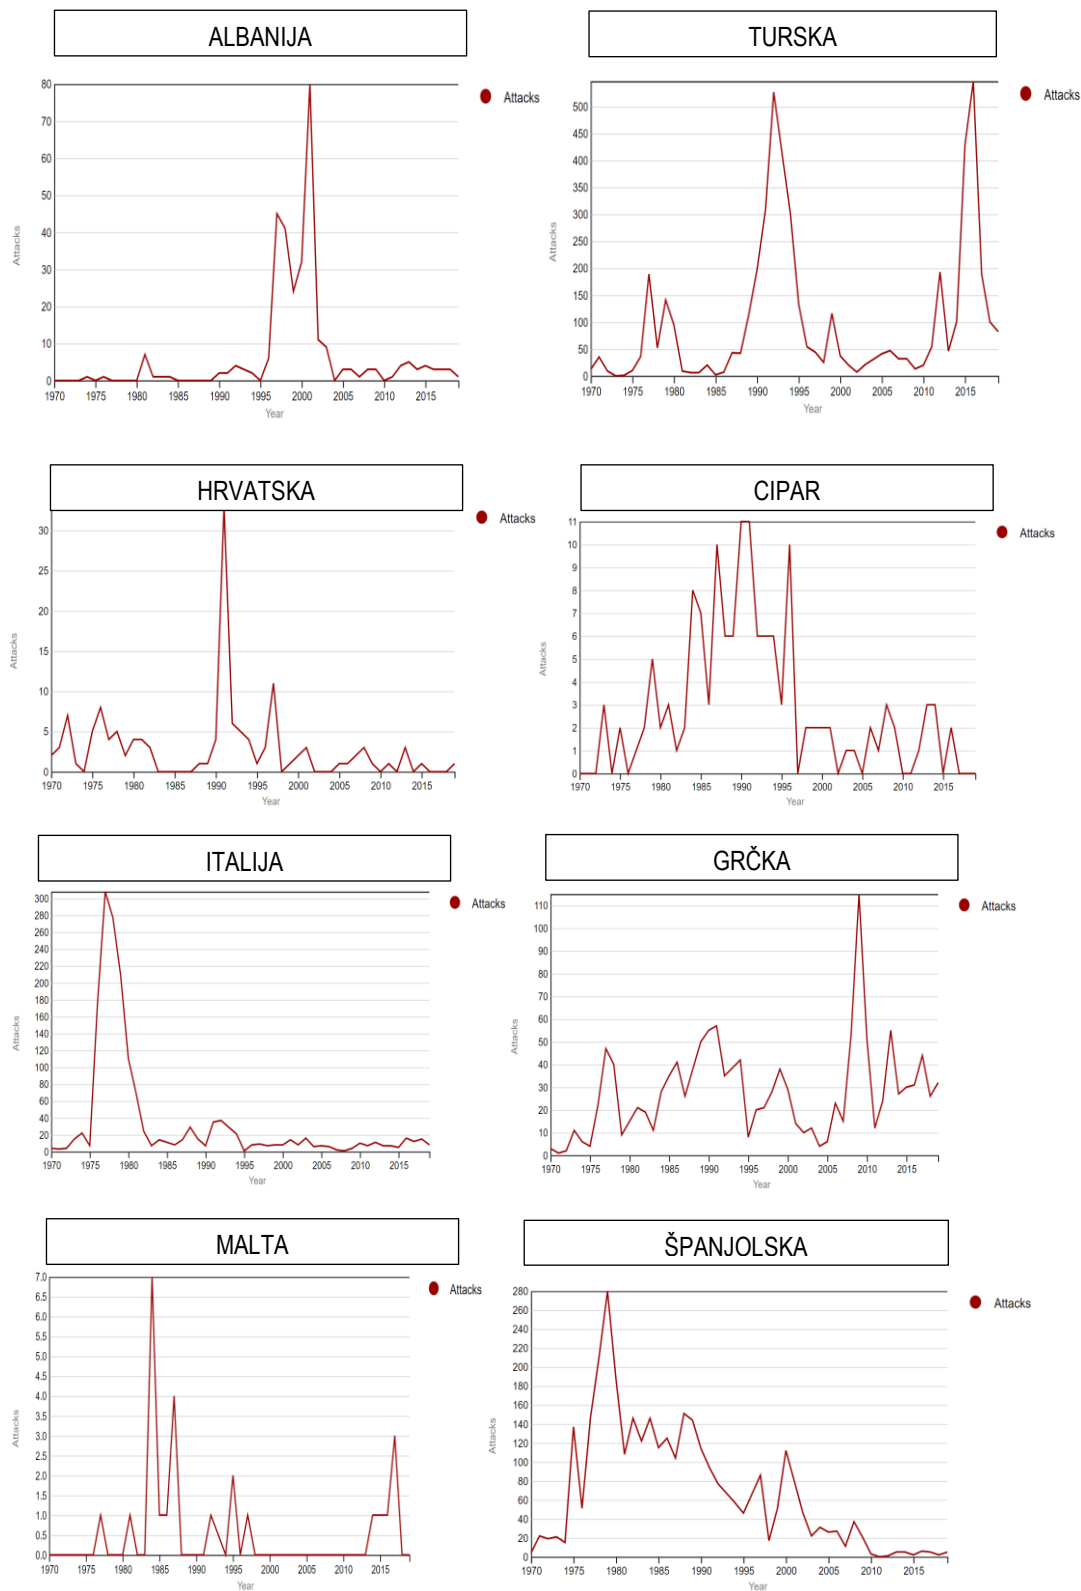 ALBANIJA
80
70
60
50
40
30
20
10
0
Attacks
1970 1975 1980 1985 1990 1995 2000 2005 2010 2015
Year
Attacks
TURSKA
500
450
400
350
300
250
200
150
100
50
0
Attacks
1970 1975 1980 1985 1990 1995 2000 2005 2010 2015
Year
Attacks
HRVATSKA
30
25
20
15
10
5
0
Attacks
1970 1975 1980 1985 1990 1995 2000 2005 2010 2015
Year
Attacks
CIPAR
11
10
9
8
7
6
5
4
3
2
1
0
Attacks
1970 1975 1980 1985 1990 1995 2000 2005 2010 2015
Year
Attacks
ITALIJA
300
280
260
240
220
200
180
160
140
120
100
80
60
40
20
0
Attacks
1970 1975 1980 1985 1990 1995 2000 2005 2010 2015
Year
Attacks
GRČKA
110
100
90
80
70
60
50
40
30
20
10
0
Attacks
1970 1975 1980 1985 1990 1995 2000 2005 2010 2015
Year
Attacks
MALTA
7.0
6.5
6.0
5.5
5.0
4.5
4.0
3.5
3.0
2.5
2.0
1.5
1.0
0.5
0.0
Attacks
1970 1975 1980 1985 1990 1995 2000 2005 2010 2015
Year
Attacks
ŠPANJOLSKA
280
260
240
220
200
180
160
140
120
100
80
60
40
20
0
Attacks
1970 1975 1980 1985 1990 1995 2000 2005 2010 2015
Year
Attacks